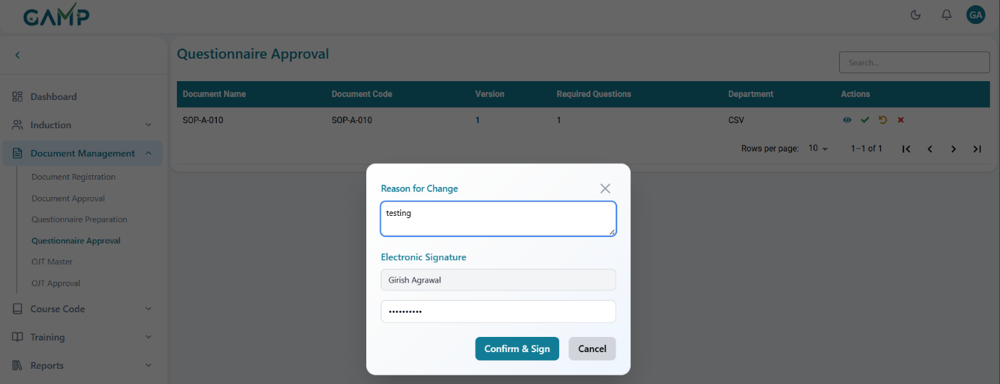 GAMP
GA
Questionnaire Approval
Search...
Document Name Document Code Version Required Questions Department Actions
SOP-A-010 SOP-A-010 1 1 CSV
Rows per page: 10 1–1 of 1
Dashboard
Induction
Document Management
Document Registration
Document Approval
Questionnaire Preparation
Questionnaire Approval
OJT Master
OJT Approval
Course Code
Training
Reports
Reason for Change
testing
Electronic Signature
Girish Agrawal
••••••••••
Confirm & Sign Cancel